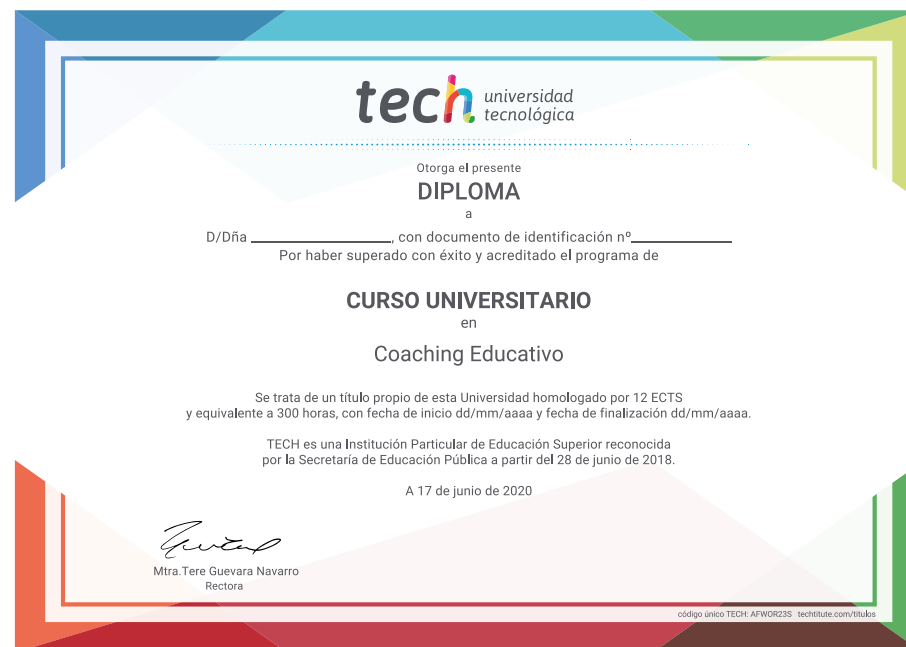 tech universidad
tecnológica
Otorga el presente
DIPLOMA
a
D/Dña ____________________, con documento de identificación nº______________
Por haber superado con éxito y acreditado el programa de
CURSO UNIVERSITARIO
en
Coaching Educativo
Se trata de un título propio de esta Universidad homologado por 12 ECTS
y equivalente a 300 horas, con fecha de inicio dd/mm/aaaa y fecha de finalización dd/mm/aaaa.
TECH es una Institución Particular de Educación Superior reconocida
por la Secretaría de Educación Pública a partir del 28 de junio de 2018.
A 17 de junio de 2020
Mtra.Tere Guevara Navarro
Rectora
código único TECH: AFWOR23S techtitute.com/titulos